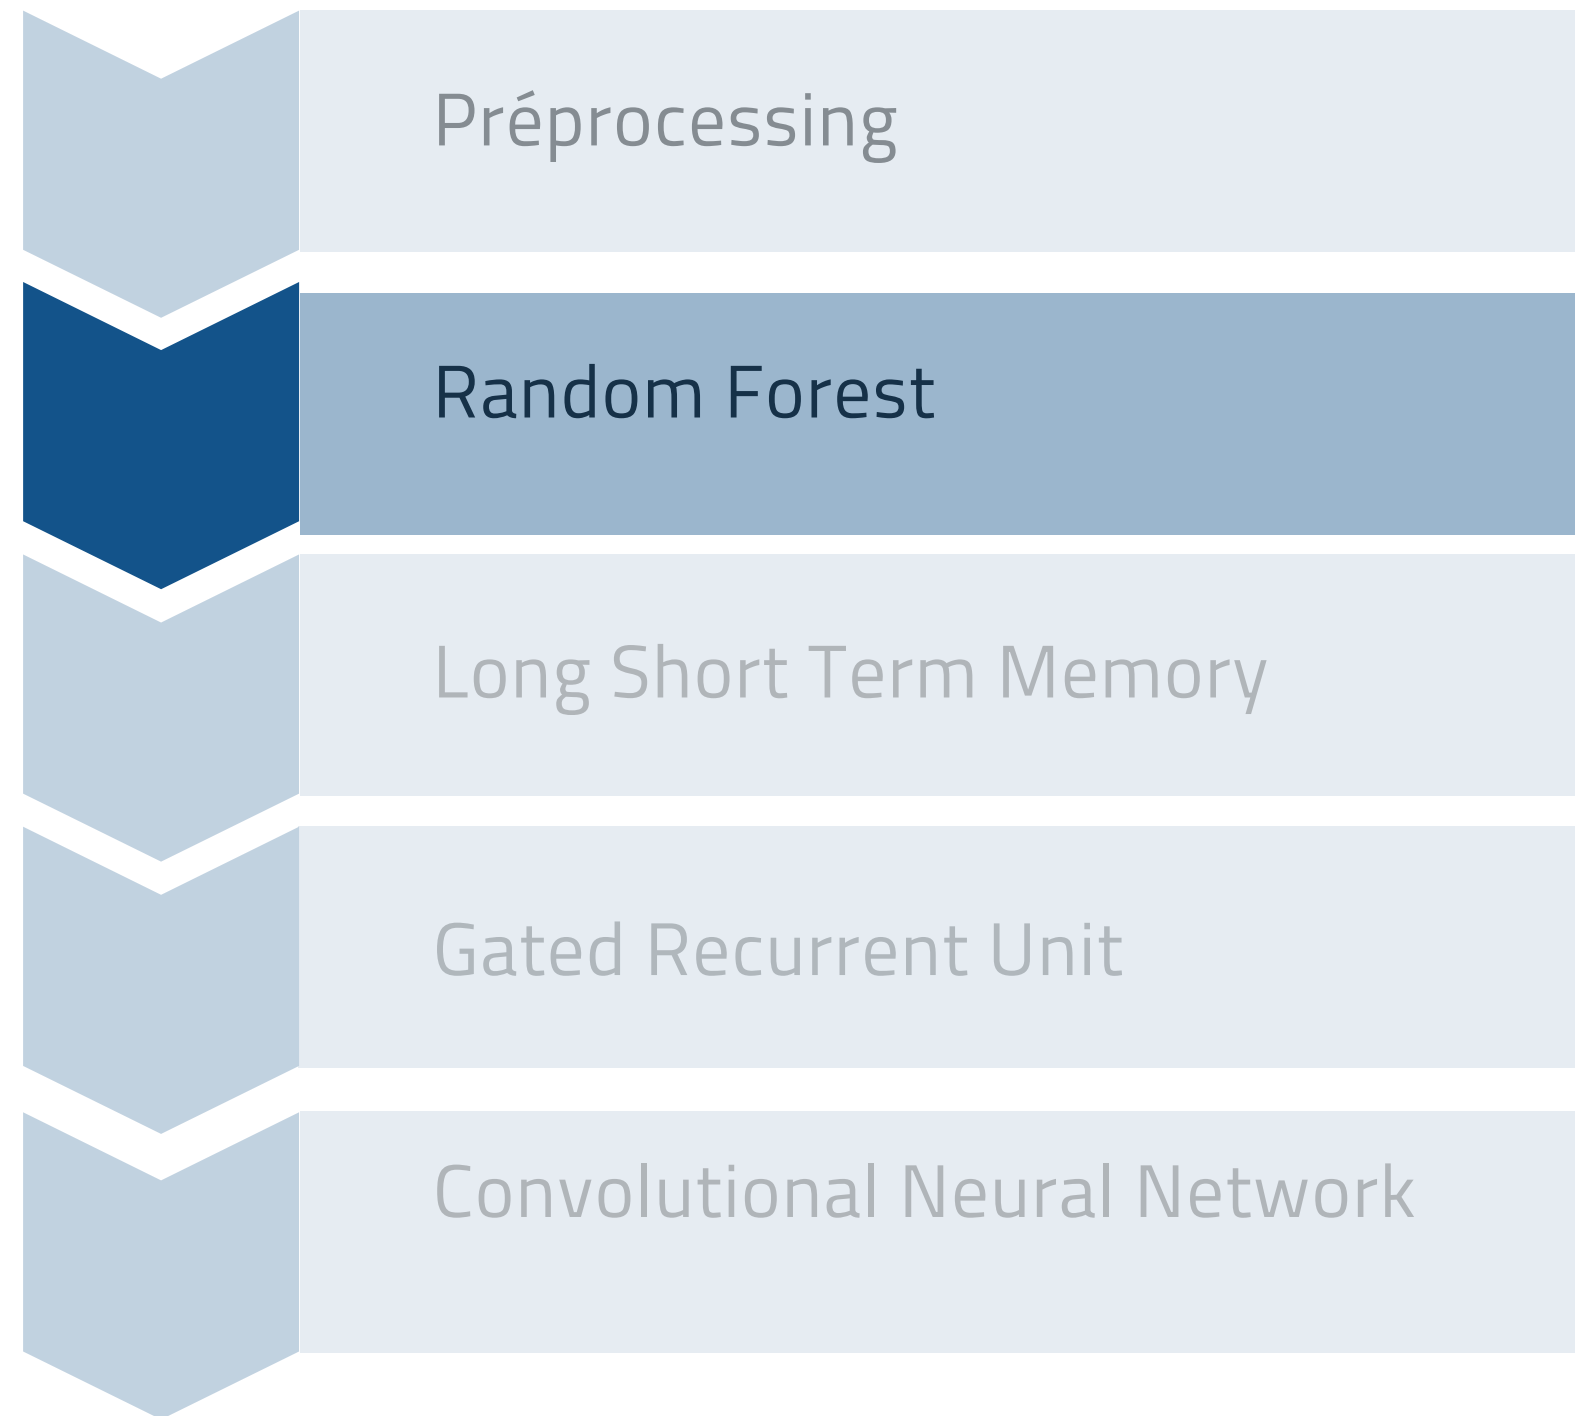 Préprocessing
Random Forest
Long Short Term Memory
Gated Recurrent Unit
Convolutional Neural Network